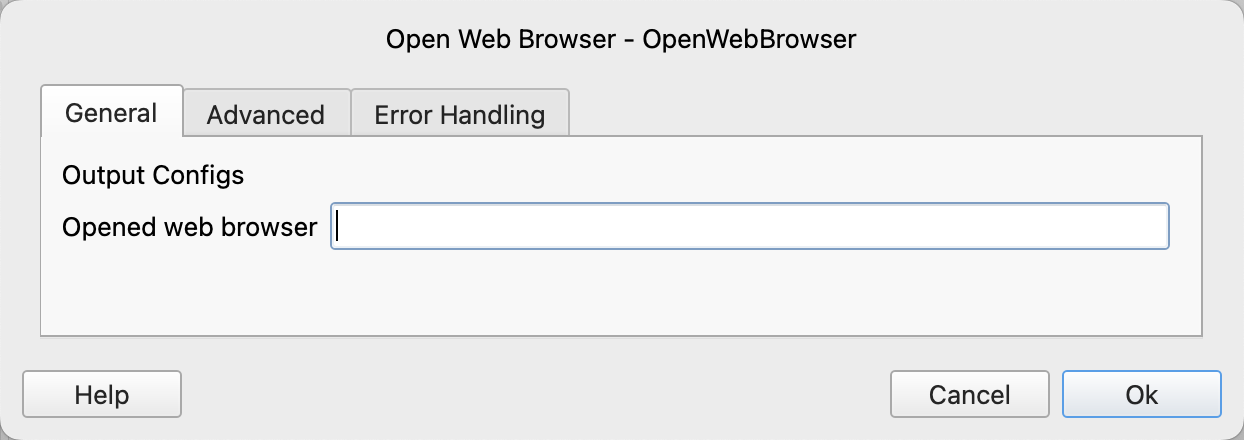 Open Web Browser - OpenWebBrowser
General
Advanced
Error Handling
Output Configs
Opened web browser
Help
Cancel
Ok